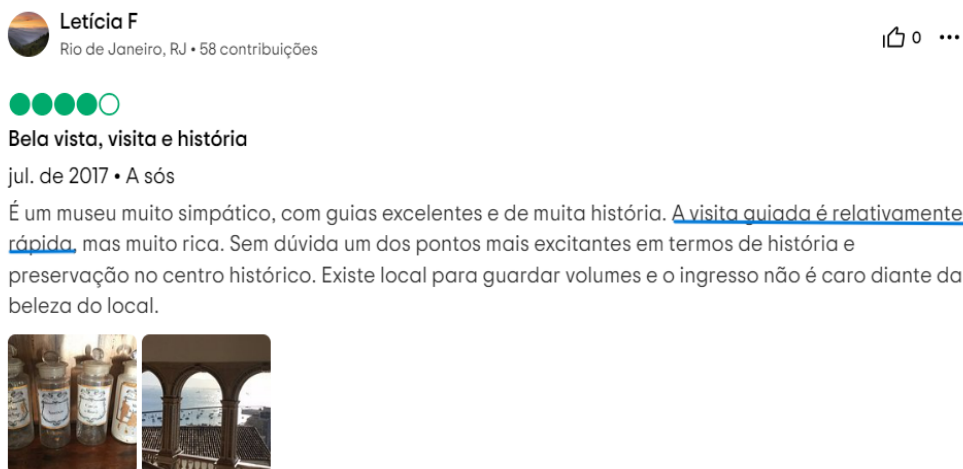 Letícia F
Rio de Janeiro, RJ • 58 contribuições
0
Bela vista, visita e história
jul. de 2017 • A sós
É um museu muito simpático, com guias excelentes e de muita história. A visita guiada é relativamente
rápida, mas muito rica. Sem dúvida um dos pontos mais excitantes em termos de história e
preservação no centro histórico. Existe local para guardar volumes e o ingresso não é caro diante da
beleza do local.